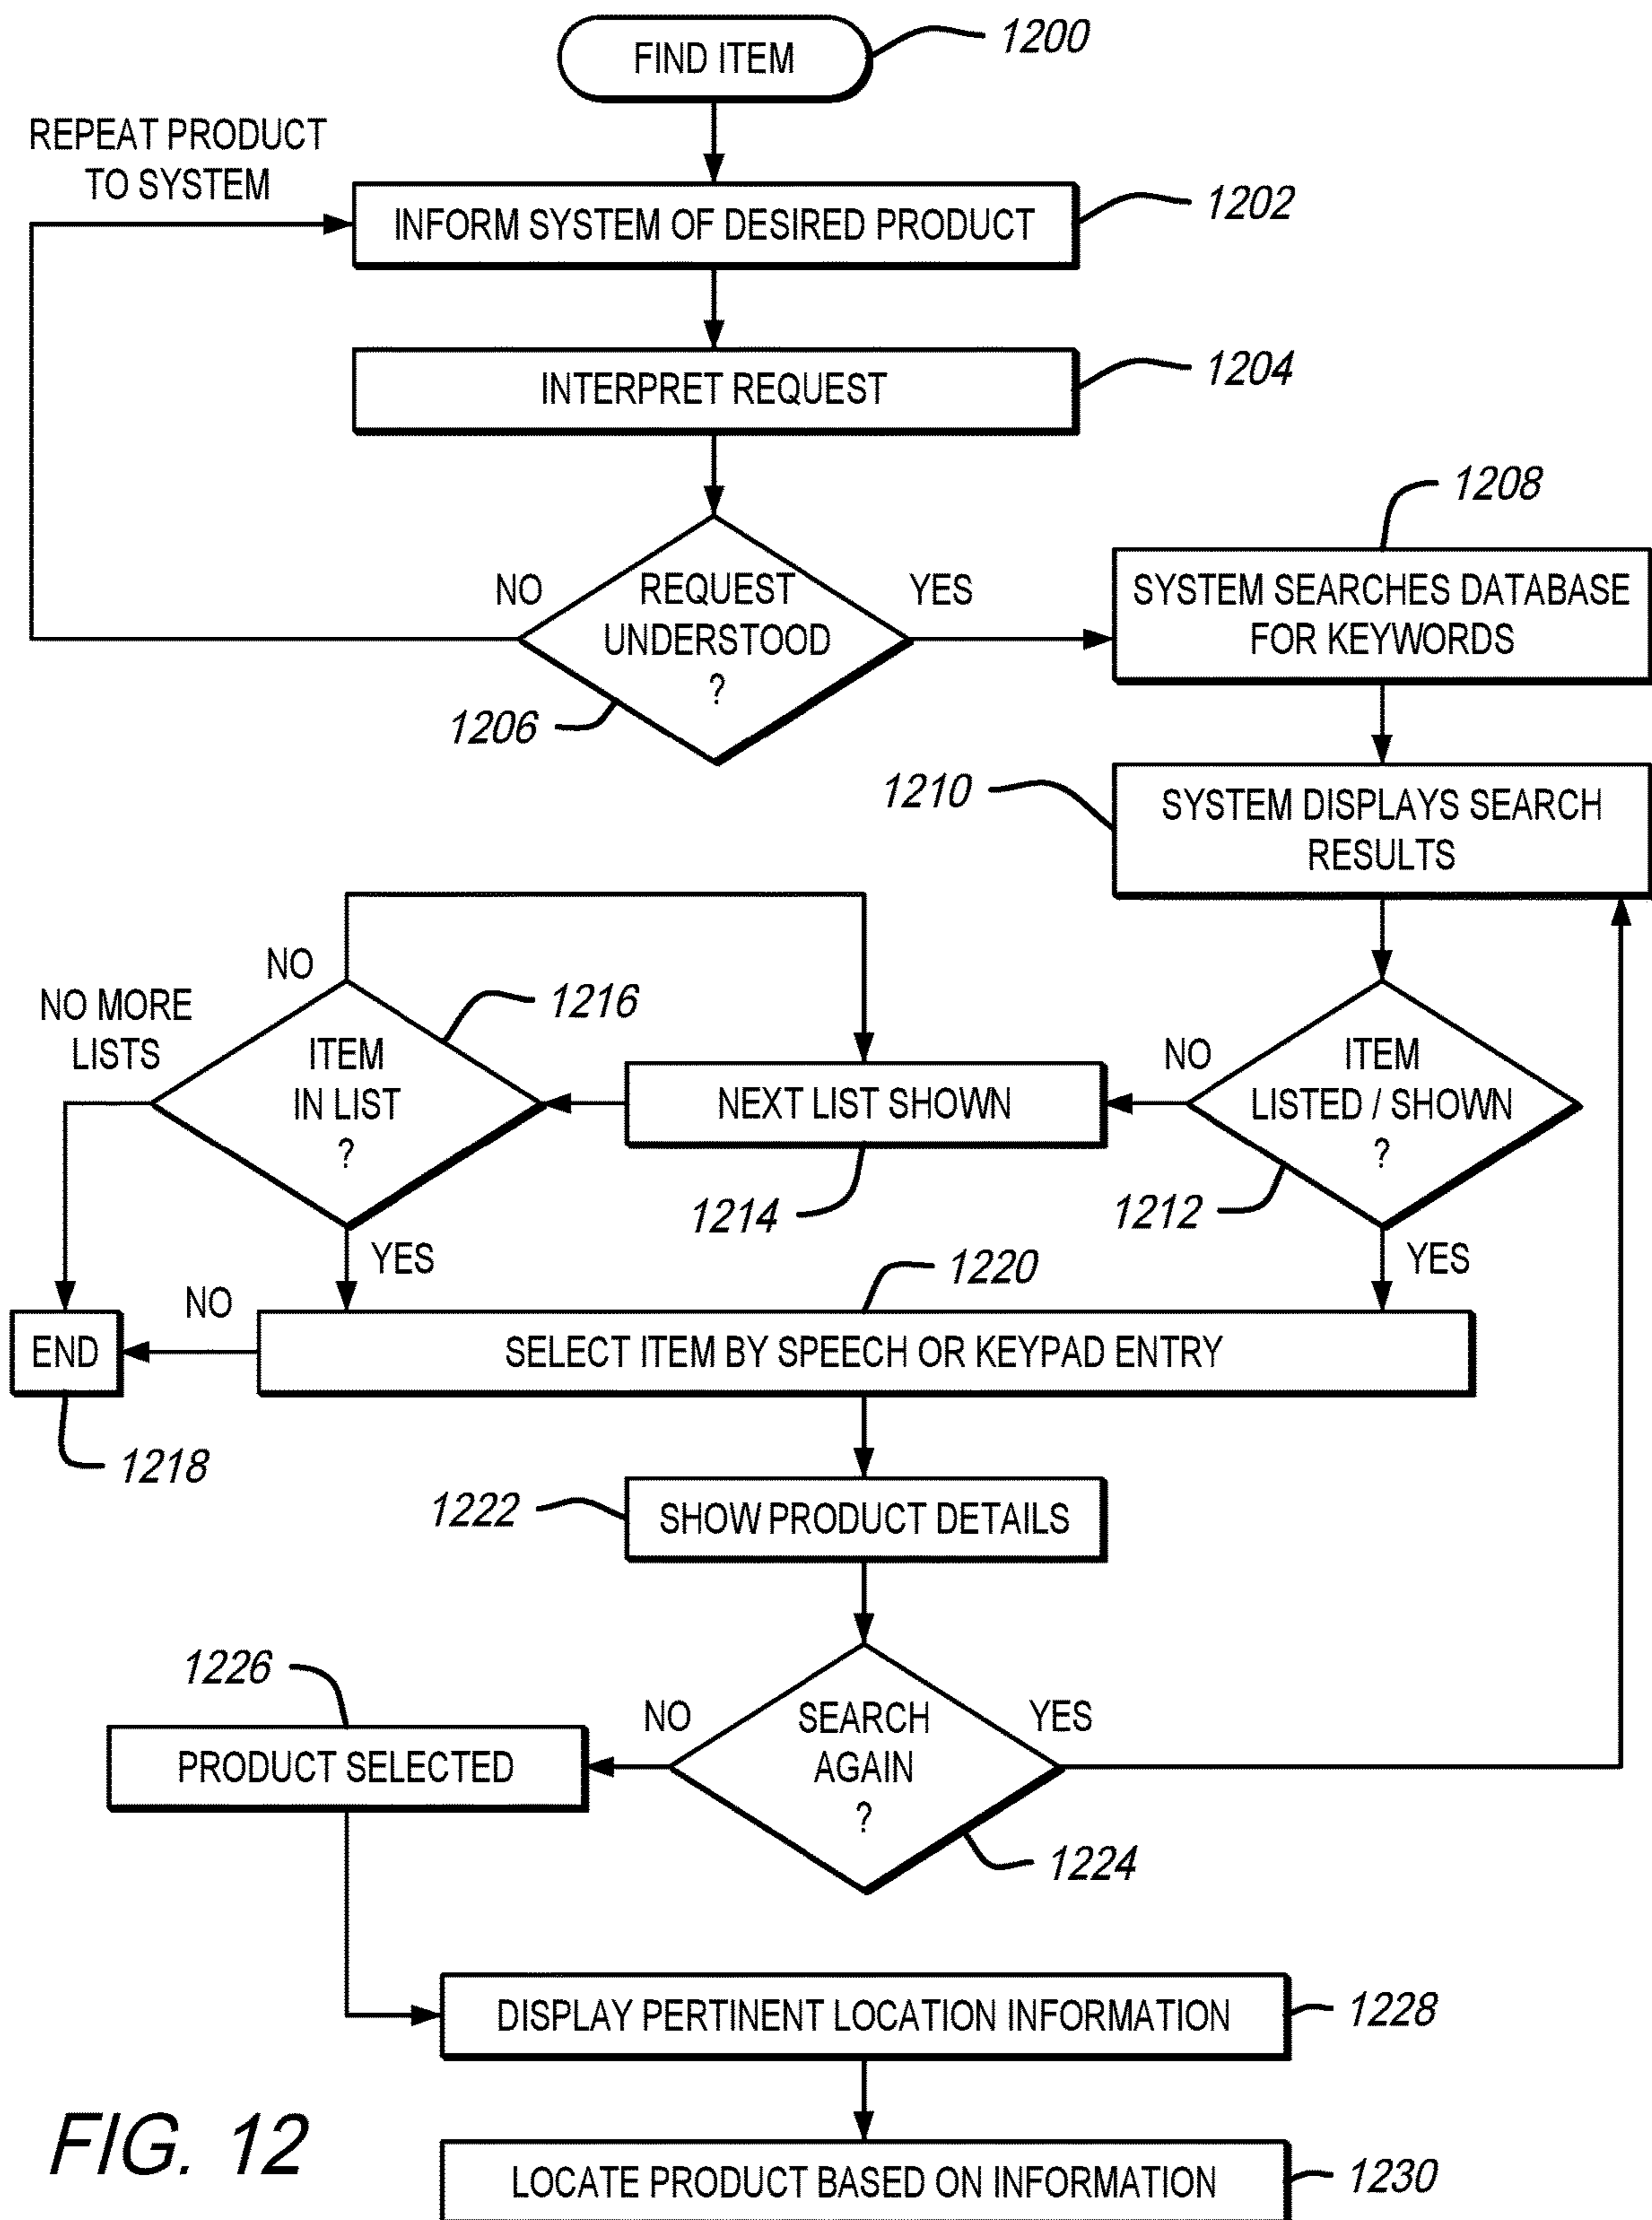 FIND ITEM
1200
REPEAT PRODUCT
TO SYSTEM
INFORM SYSTEM OF DESIRED PRODUCT
1202
INTERPRET REQUEST
1204
NO
REQUEST
UNDERSTOOD
?
YES
1206
1208
SYSTEM SEARCHES DATABASE
FOR KEYWORDS
1210
SYSTEM DISPLAYS SEARCH
RESULTS
NO MORE
LISTS
NO
ITEM
IN LIST
?
1216
YES
NEXT LIST SHOWN
1214
NO
ITEM
LISTED / SHOWN
?
1212
YES
1220
NO
END
1218
SELECT ITEM BY SPEECH OR KEYPAD ENTRY
1222
SHOW PRODUCT DETAILS
1226
PRODUCT SELECTED
NO
SEARCH
AGAIN
?
YES
1224
DISPLAY PERTINENT LOCATION INFORMATION
1228
LOCATE PRODUCT BASED ON INFORMATION
1230
FIG. 12